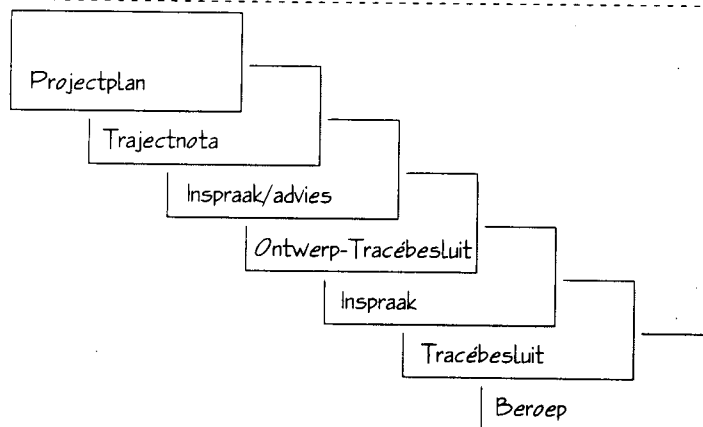 Projectplan
Trajectnota
Inspraak/advies
Ontwerp-Tracébesluit
Inspraak
Tracébesluit
Beroep